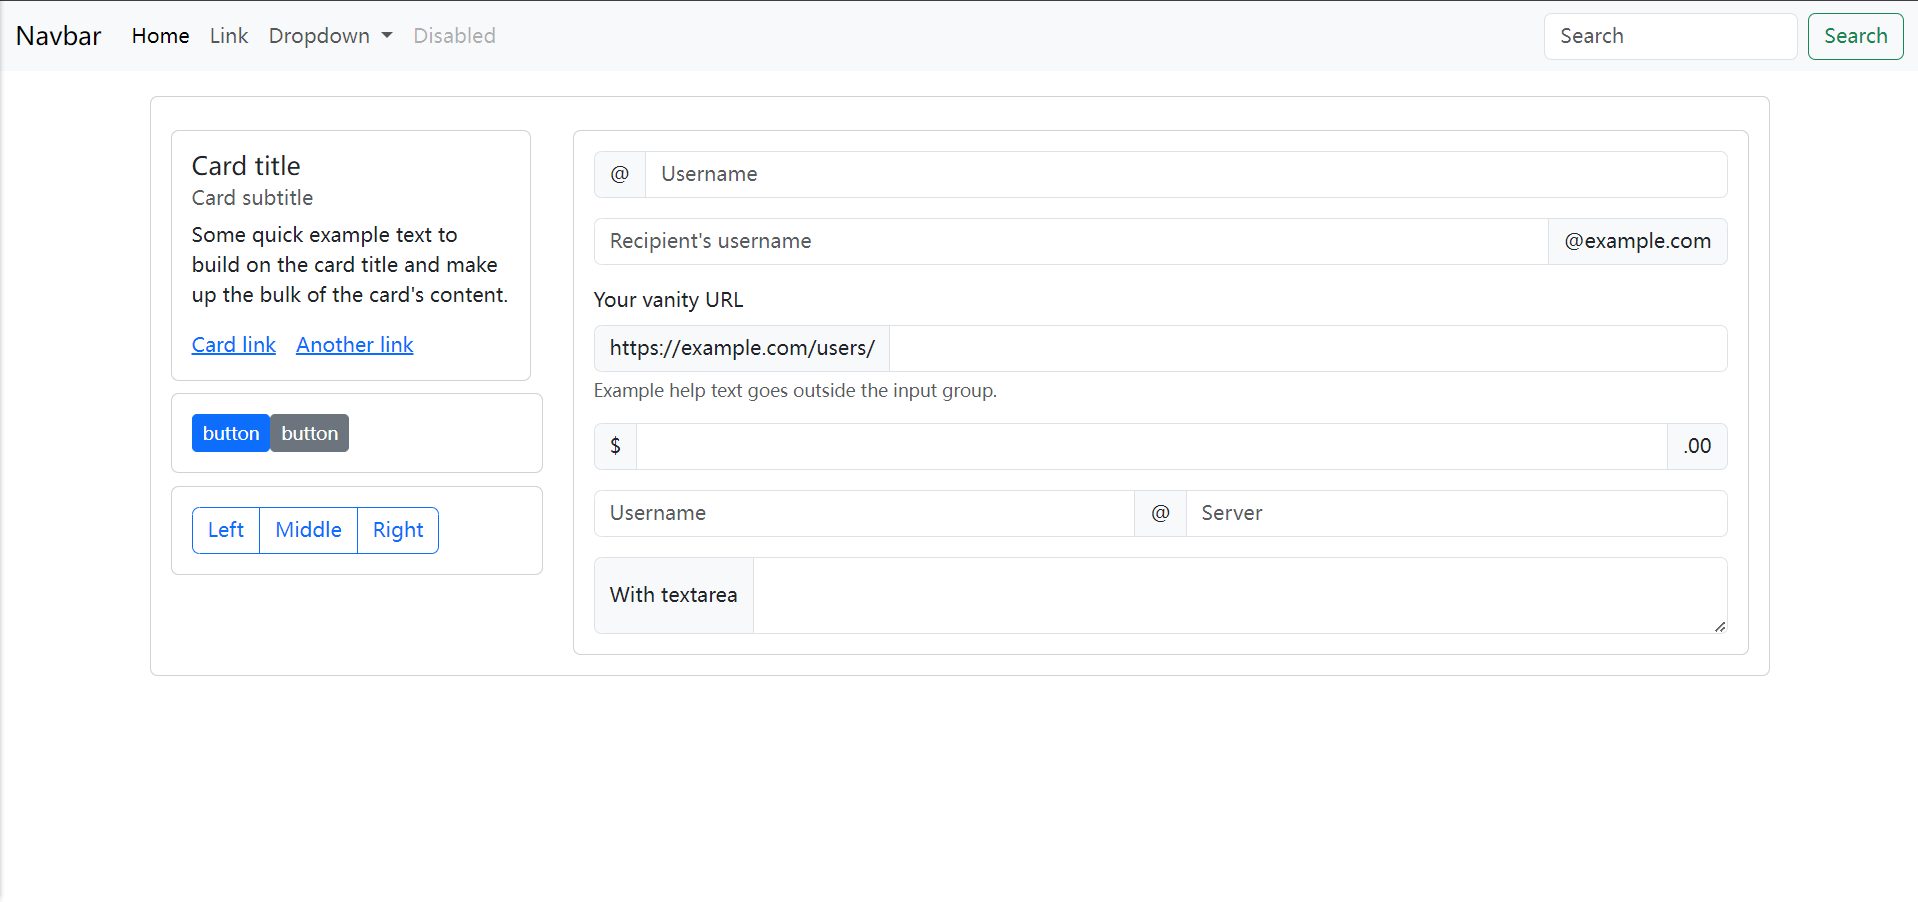 Navbar Home Link Dropdown Disabled Search Search
Card title
Card subtitle
Some quick example text to
build on the card title and make
up the bulk of the card's content.
Card link Another link
button button
Left Middle Right
@ Username
Recipient's username @example.com
Your vanity URL
https://example.com/users/
Example help text goes outside the input group.
$ .00
Username @ Server
With textarea